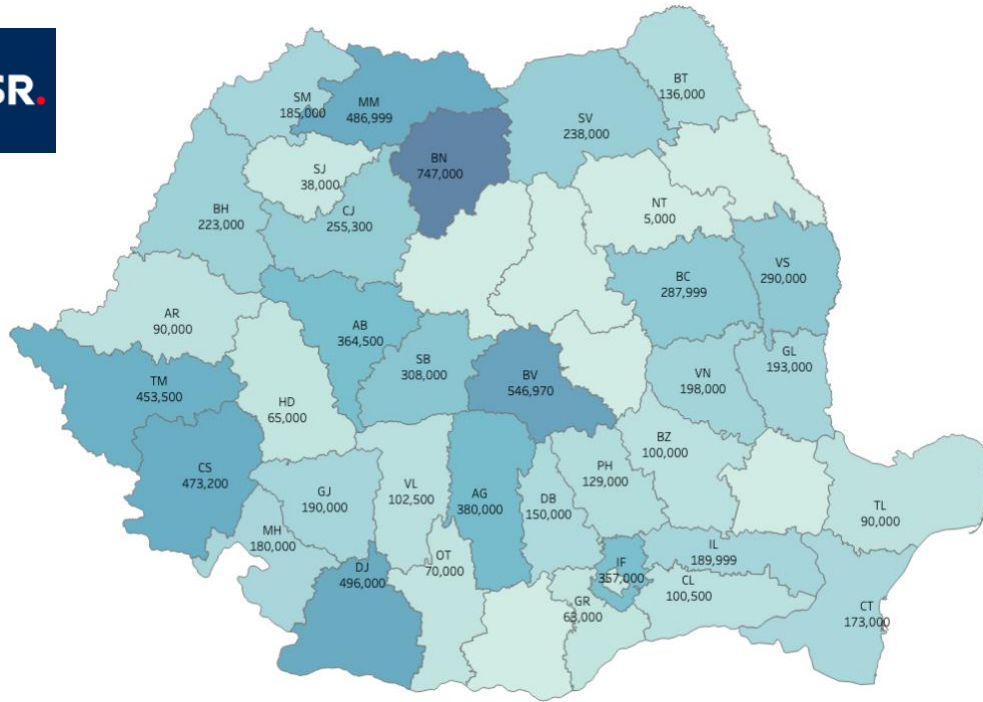 SR.
BT
136,000
SM
185,000
MM
486,999
SV
238,000
BN
747,000
SJ
38,000
NT
5,000
BH
223,000
CJ
255,300
VS
290,000
BC
287,999
AR
90,000
AB
364,500
SB
308,000
BV
546,970
VN
198,000
GL
193,000
TM
453,500
HD
65,000
BZ
100,000
CS
473,200
GJ
190,000
VL
102,500
AG
380,000
DB
150,000
PH
129,000
TL
90,000
MH
180,000
OT
70,000
DJ
496,000
IF
357,000
IL
189,999
CL
100,500
GR
63,000
CT
173,000